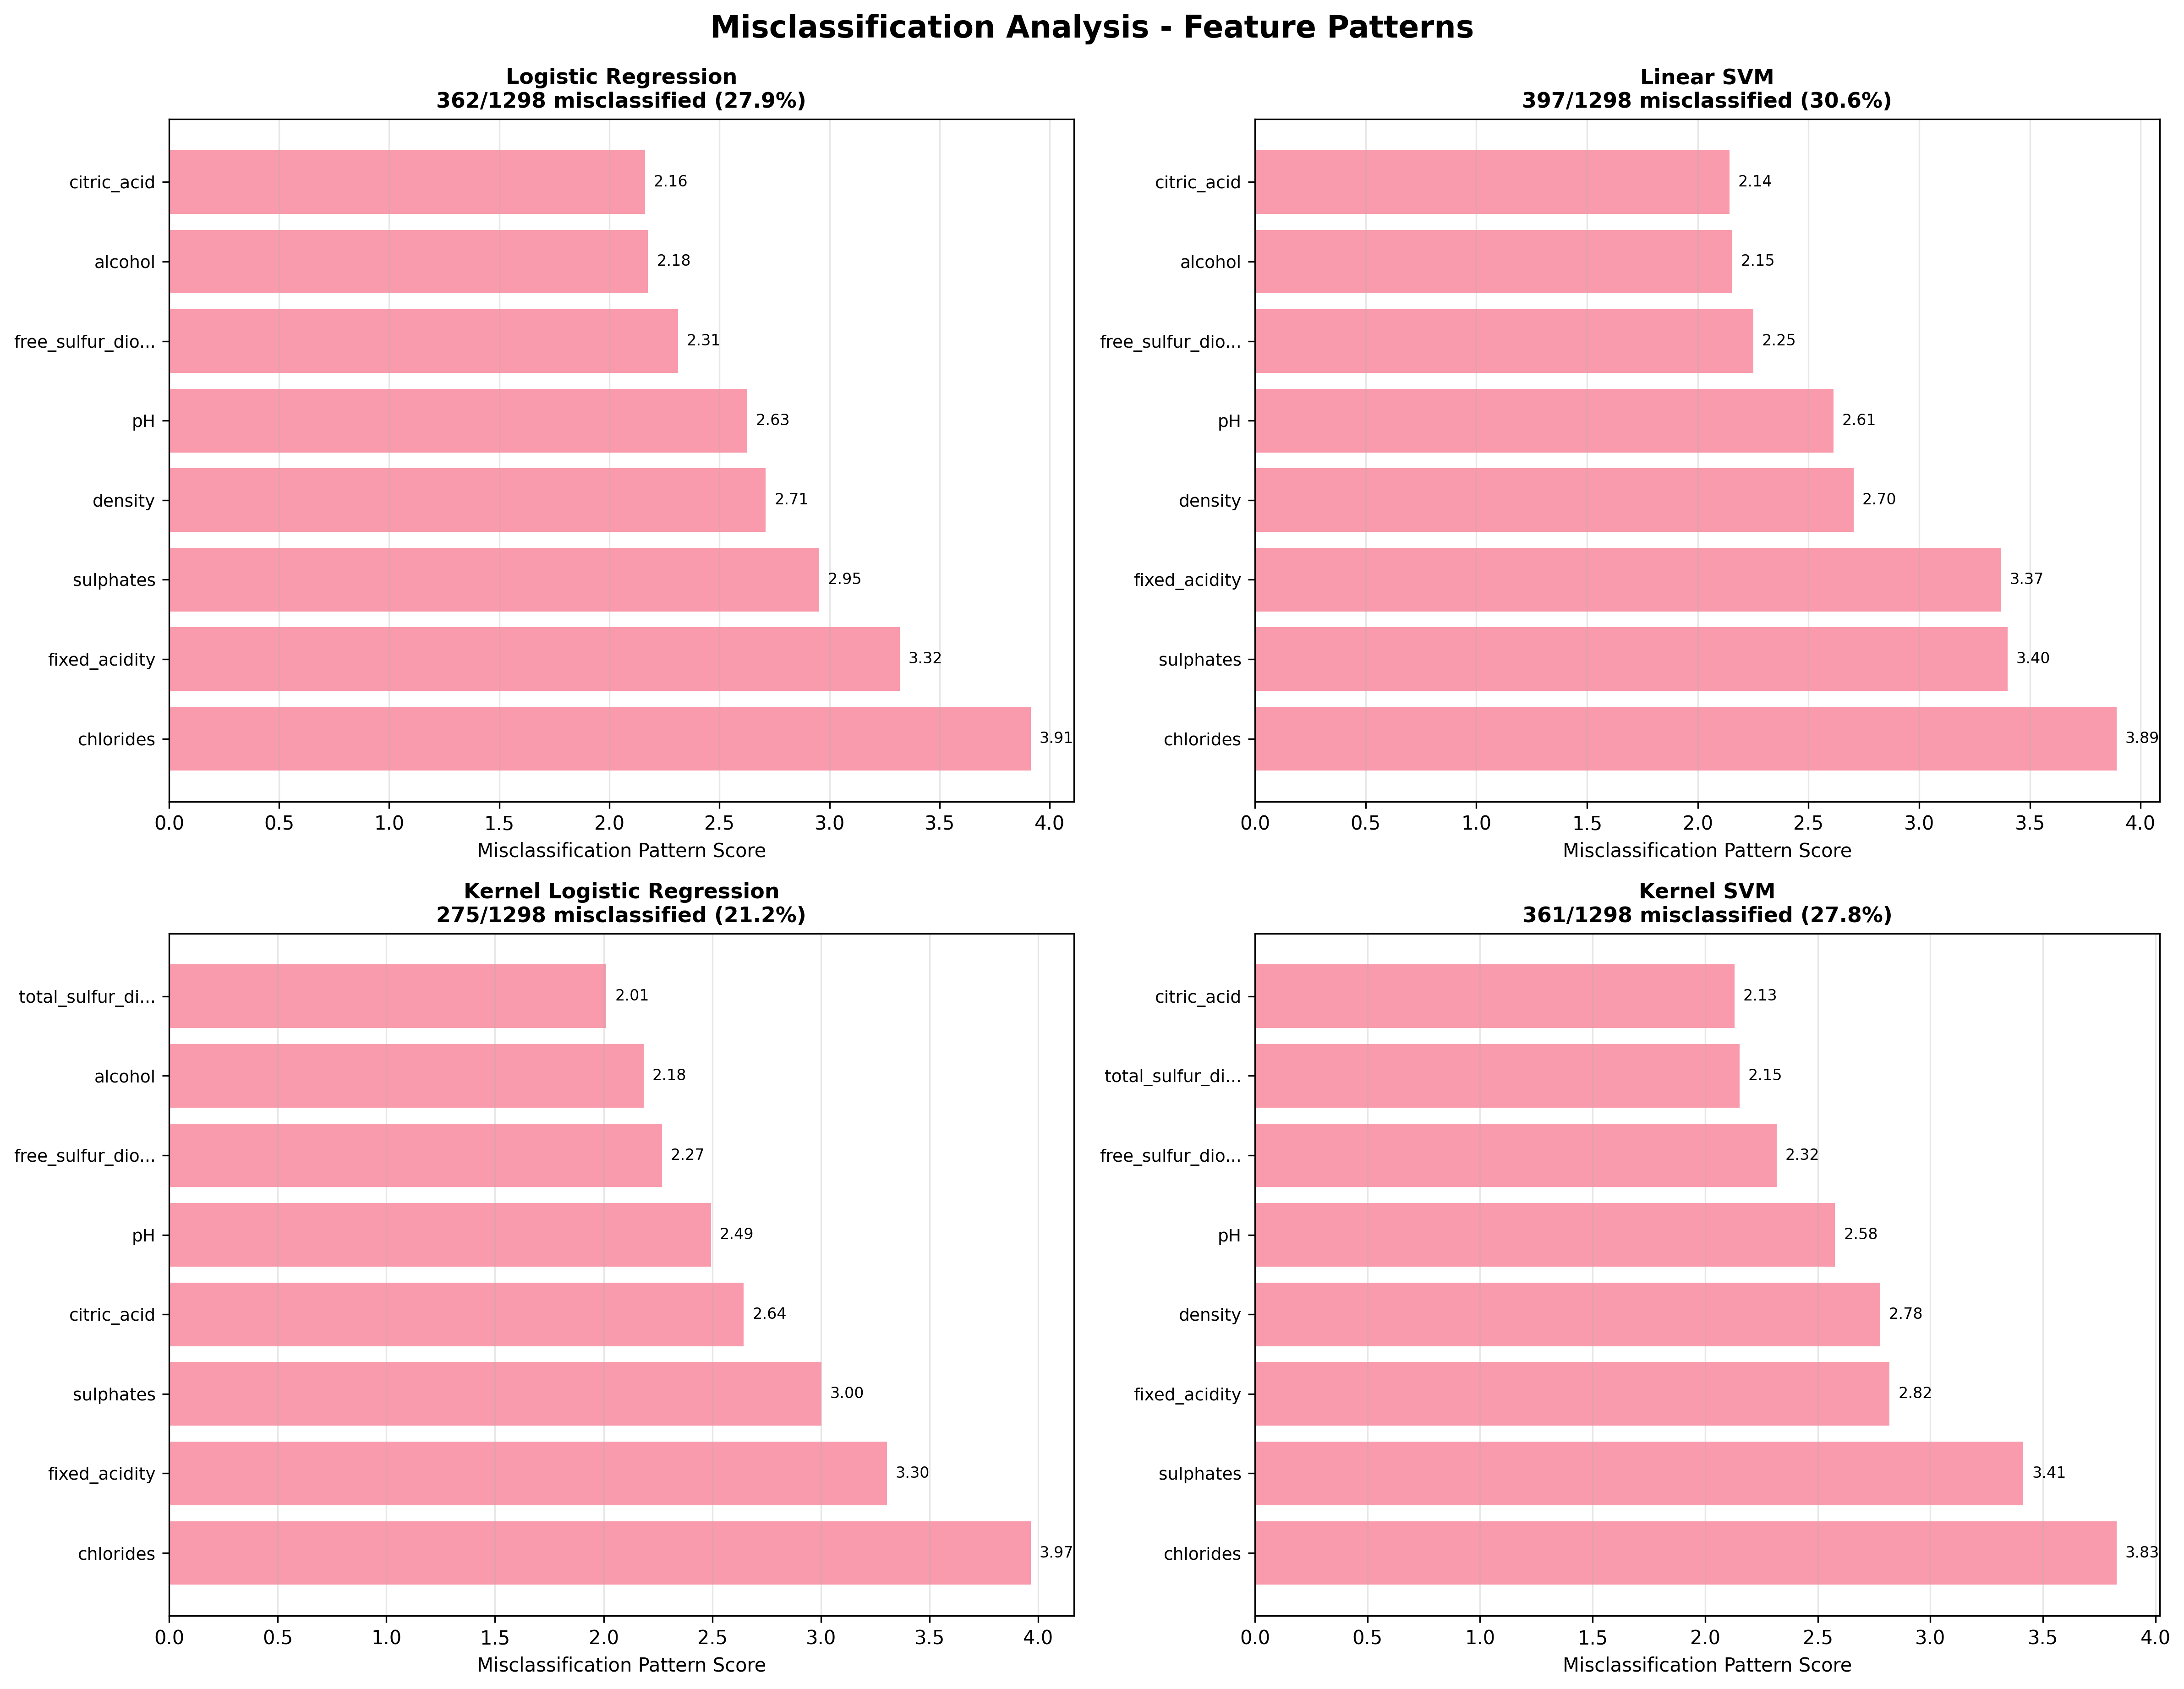 Misclassification Analysis - Feature Patterns
Logistic Regression
362/1298 misclassified (27.9%)
citric_acid 2.16
alcohol 2.18
free_sulfur_dio... 2.31
pH 2.63
density 2.71
sulphates 2.95
fixed_acidity 3.32
chlorides 3.91
0.0 0.5 1.0 1.5 2.0 2.5 3.0 3.5 4.0
Misclassification Pattern Score
Linear SVM
397/1298 misclassified (30.6%)
citric_acid 2.14
alcohol 2.15
free_sulfur_dio... 2.25
pH 2.61
density 2.70
fixed_acidity 3.37
sulphates 3.40
chlorides 3.89
0.0 0.5 1.0 1.5 2.0 2.5 3.0 3.5 4.0
Misclassification Pattern Score
Kernel Logistic Regression
275/1298 misclassified (21.2%)
total_sulfur_di... 2.01
alcohol 2.18
free_sulfur_dio... 2.27
pH 2.49
citric_acid 2.64
sulphates 3.00
fixed_acidity 3.30
chlorides 3.97
0.0 0.5 1.0 1.5 2.0 2.5 3.0 3.5 4.0
Misclassification Pattern Score
Kernel SVM
361/1298 misclassified (27.8%)
citric_acid 2.13
total_sulfur_di... 2.15
free_sulfur_dio... 2.32
pH 2.58
density 2.78
fixed_acidity 2.82
sulphates 3.41
chlorides 3.83
0.0 0.5 1.0 1.5 2.0 2.5 3.0 3.5 4.0
Misclassification Pattern Score